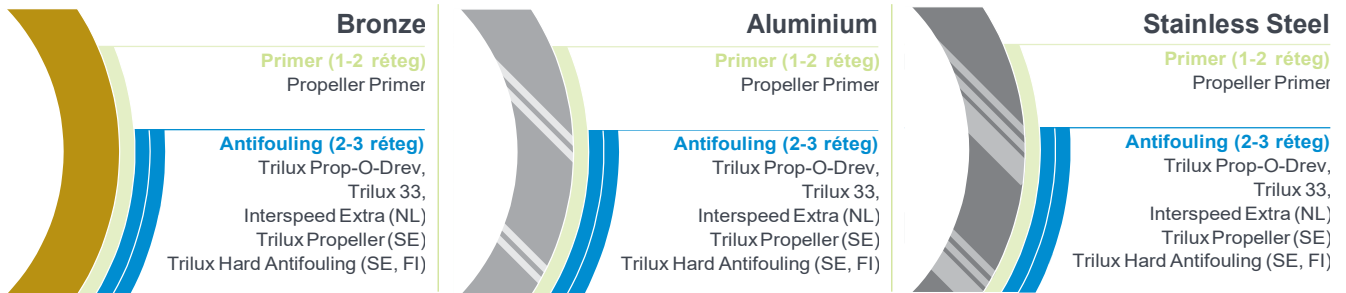 Bronze
Primer (1-2 réteg)
Propeller Primer
Antifouling (2-3 réteg)
Trilux Prop-O-Drev,
Trilux 33,
Interspeed Extra (NL)
Trilux Propeller (SE)
Trilux Hard Antifouling (SE, FI)
Aluminium
Primer (1-2 réteg)
Propeller Primer
Antifouling (2-3 réteg)
Trilux Prop-O-Drev,
Trilux 33,
Interspeed Extra (NL)
Trilux Propeller (SE)
Trilux Hard Antifouling (SE, FI)
Stainless Steel
Primer (1-2 réteg)
Propeller Primer
Antifouling (2-3 réteg)
Trilux Prop-O-Drev,
Trilux 33,
Interspeed Extra (NL)
Trilux Propeller (SE)
Trilux Hard Antifouling (SE, FI)